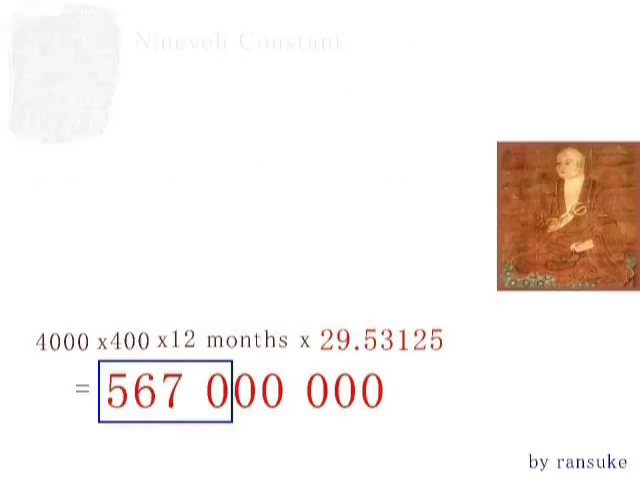 Nineveh Constant
4000 x400 x12 months x 29.53125
= 567 000 000
by ransuke